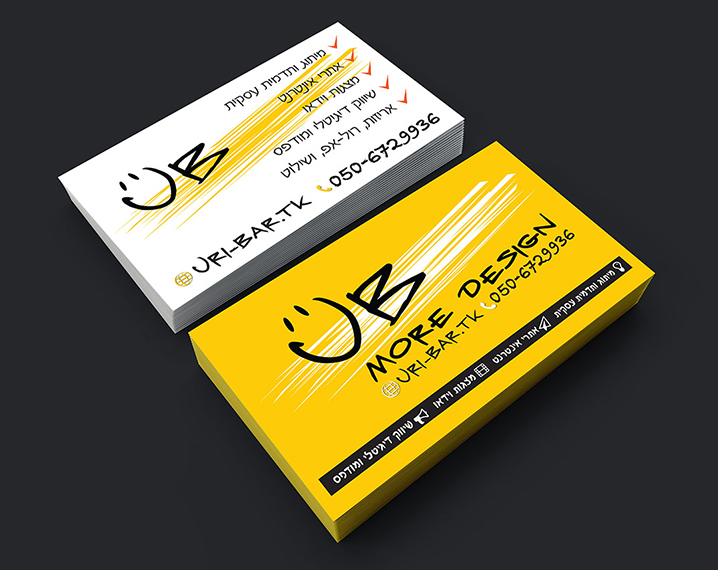 מיתוג ותדמית עסקית
אתרי אינטרנט
מצגות וידאו
שיווק דיגיטלי ומודפס
אריזות, רול-אפ, ושילוט
UB
050-6729936
URI-BAR.TK
UB
MORE DESIGN
URI-BAR.TK 050-6729936
מיתוג ותדמית עסקית אתרי אינטרנט מצגות וידאו שיווק דיגיטלי ומודפס